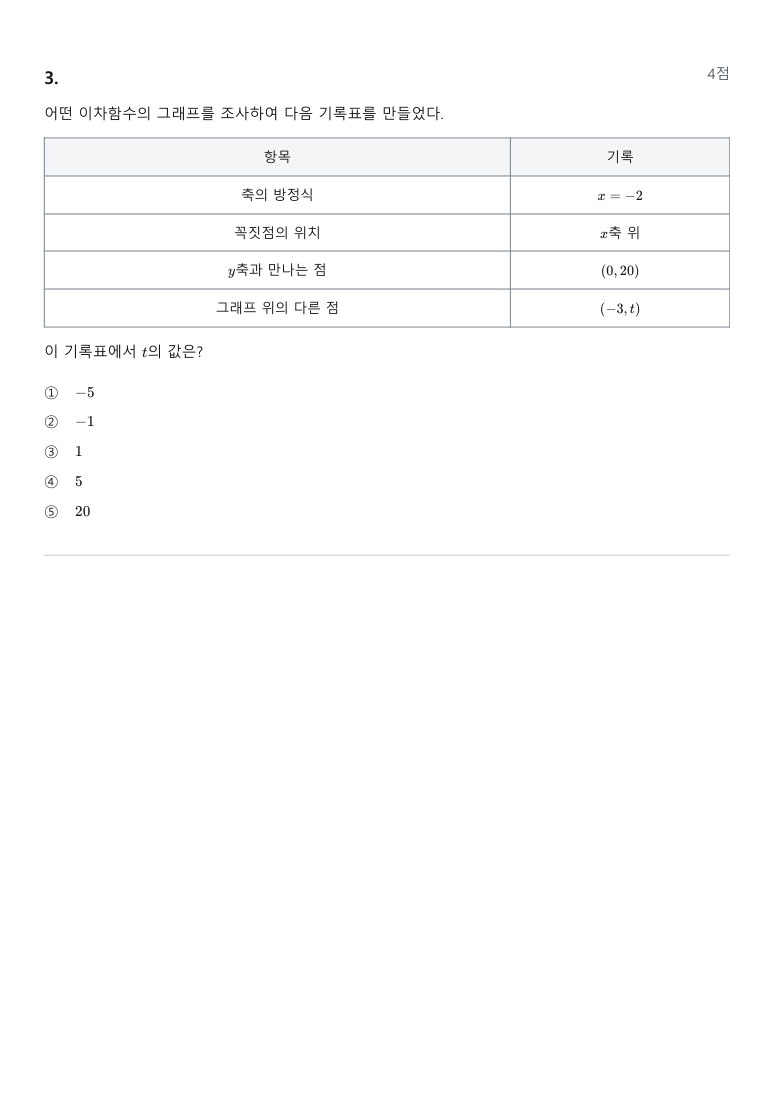 3.
4점
어떤 이차함수의 그래프를 조사하여 다음 기록표를 만들었다.
항목 기록
축의 방정식 x = −2
꼭짓점의 위치 x축 위
y축과 만나는 점 (0, 20)
그래프 위의 다른 점 (−3, t)
이 기록표에서 t의 값은?
① −5
② −1
③ 1
④ 5
⑤ 20